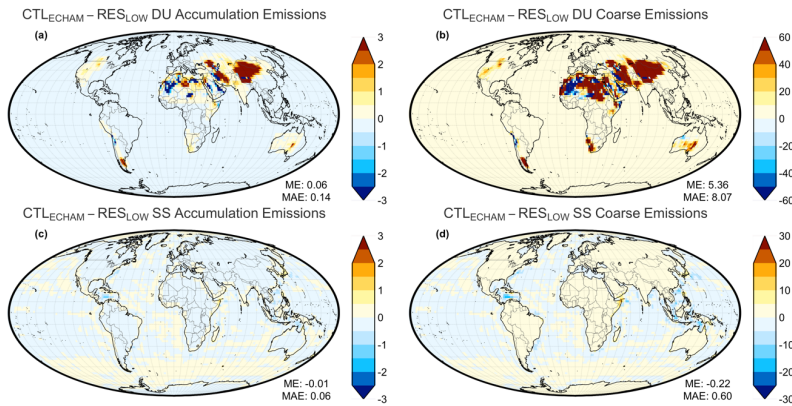 CTLECHAM – RESLOW DU Accumulation Emissions
(a)
3
2
1
0
-1
-2
-3
ME: 0.06
MAE: 0.14
CTLECHAM – RESLOW DU Coarse Emissions
(b)
60
40
20
0
-20
-40
-60
ME: 5.36
MAE: 8.07
CTLECHAM – RESLOW SS Accumulation Emissions
(c)
3
2
1
0
-1
-2
-3
ME: -0.01
MAE: 0.06
CTLECHAM – RESLOW SS Coarse Emissions
(d)
30
20
10
0
-10
-20
-30
ME: -0.22
MAE: 0.60